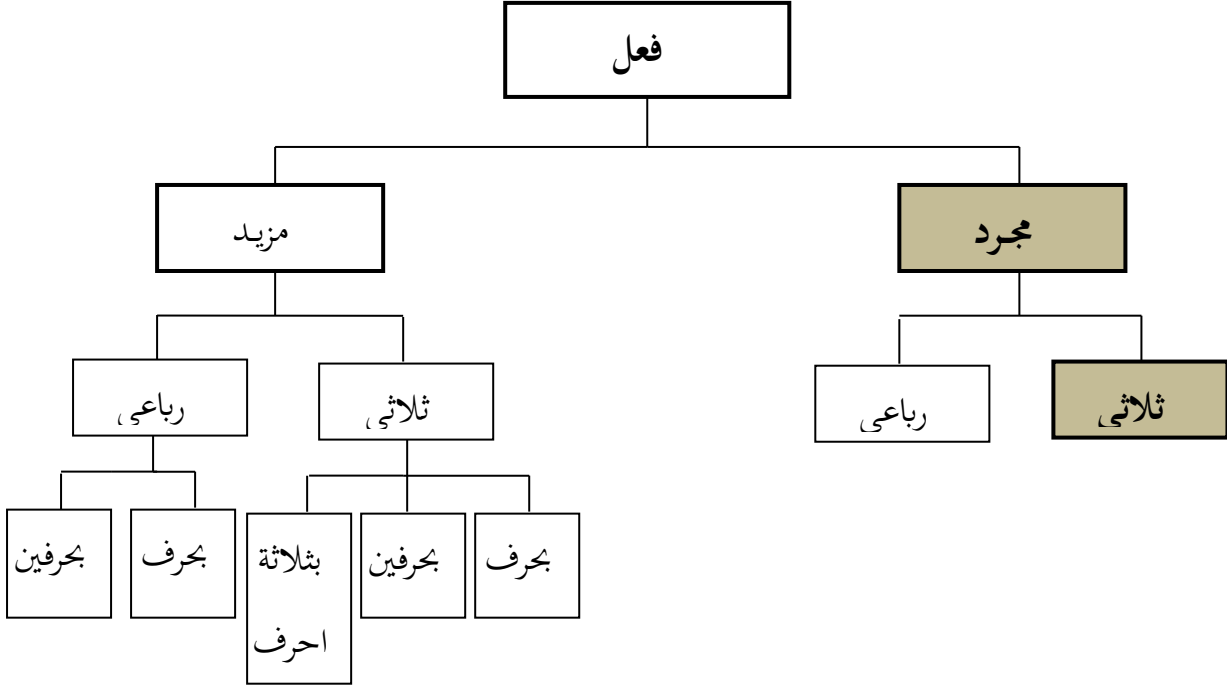 فعل
مجرد
مزيد
ثلاثي
رباعي
ثلاثي
رباعي
بحرف
بحرفين
بثلاثة
احرف
بحرف
بحرفين